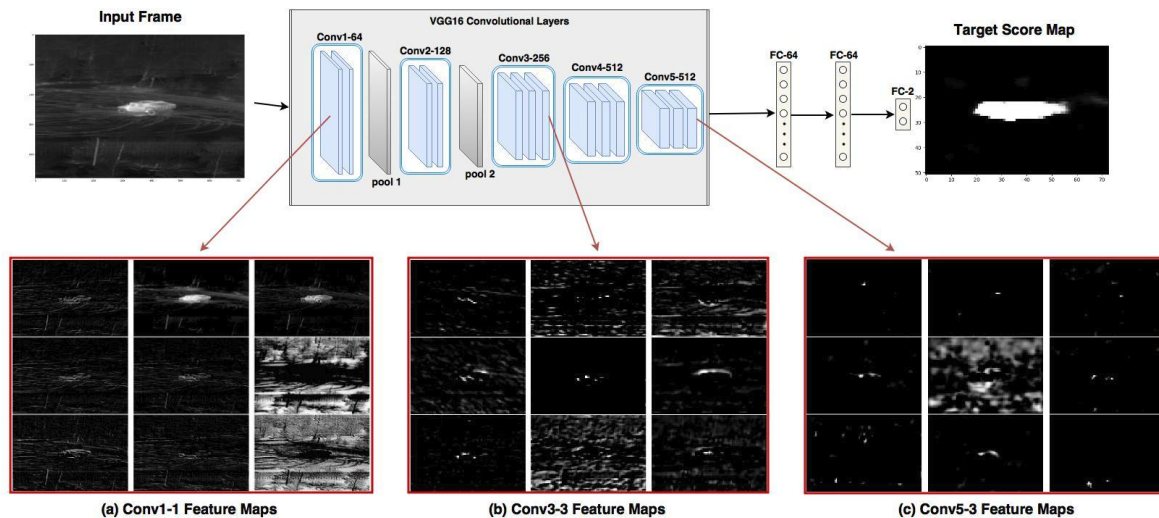 Input Frame
VGG16 Convolutional Layers
Conv1-64
Conv2-128
Conv3-256
Conv4-512
Conv5-512
pool 1
pool 2
FC-64
FC-64
FC-2
Target Score Map
0
10
20
30
40
50
0
10
20
30
40
50
60
70
(a) Conv1-1 Feature Maps
(b) Conv3-3 Feature Maps
(c) Conv5-3 Feature Maps